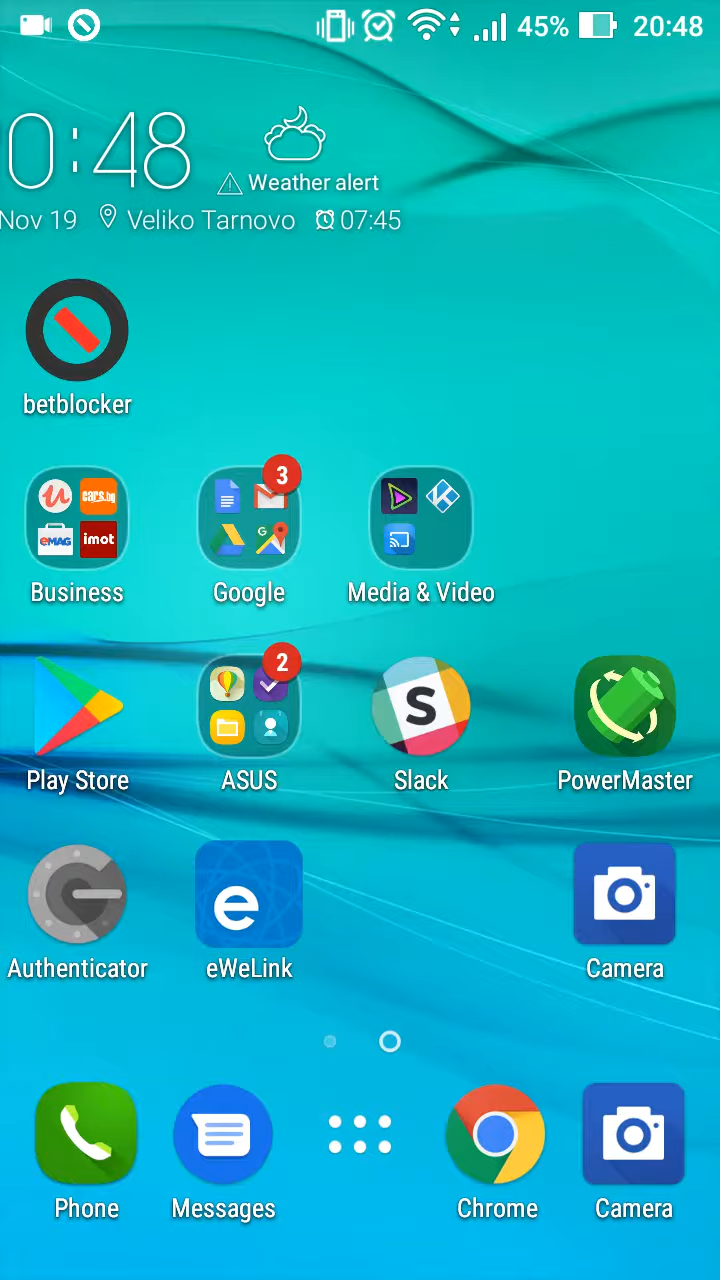 45% 20:48
0:48
Weather alert
Nov 19 Veliko Tarnovo 07:45
betblocker
3
cars.bg
eMAG imot
Business Google Media & Video
2
S
Play Store ASUS Slack PowerMaster
e
Authenticator eWeLink Camera
Phone Messages Chrome Camera